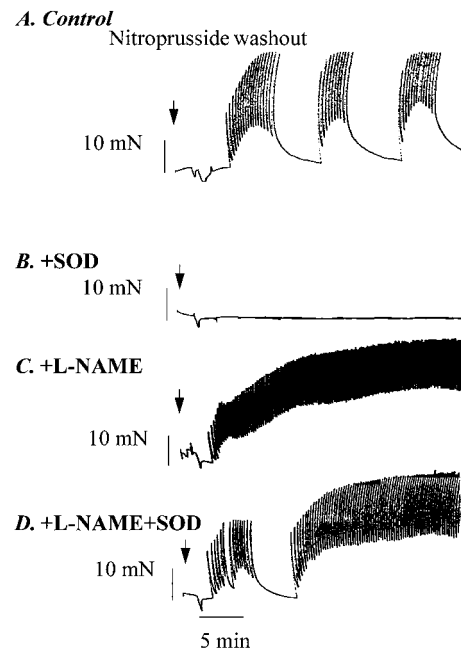 A. Control
Nitroprusside washout
10 mN
B. +SOD
10 mN
C. +L-NAME
10 mN
D. +L-NAME+SOD
10 mN
5 min